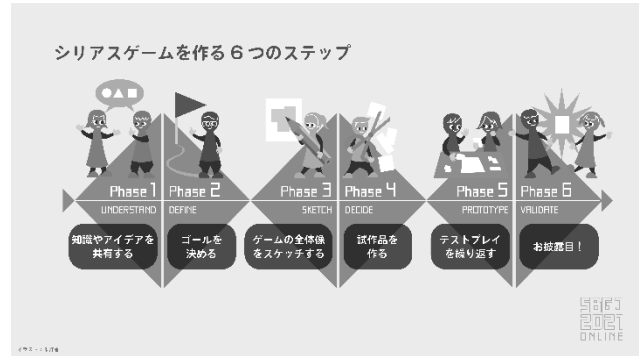 シリアスゲームを作る6つのステップ
Phase 1
UNDERSTAND
知識やアイデアを
共有する
Phase 2
DEFINE
ゴールを
決める
Phase 3
SKETCH
ゲームの全体像
をスケッチする
Phase 4
DECIDE
試作品を
作る
Phase 5
PROTOTYPE
テストプレイ
を繰り返す
Phase 6
VALIDATE
お披露目！
SBGJ
2021
ONLINE